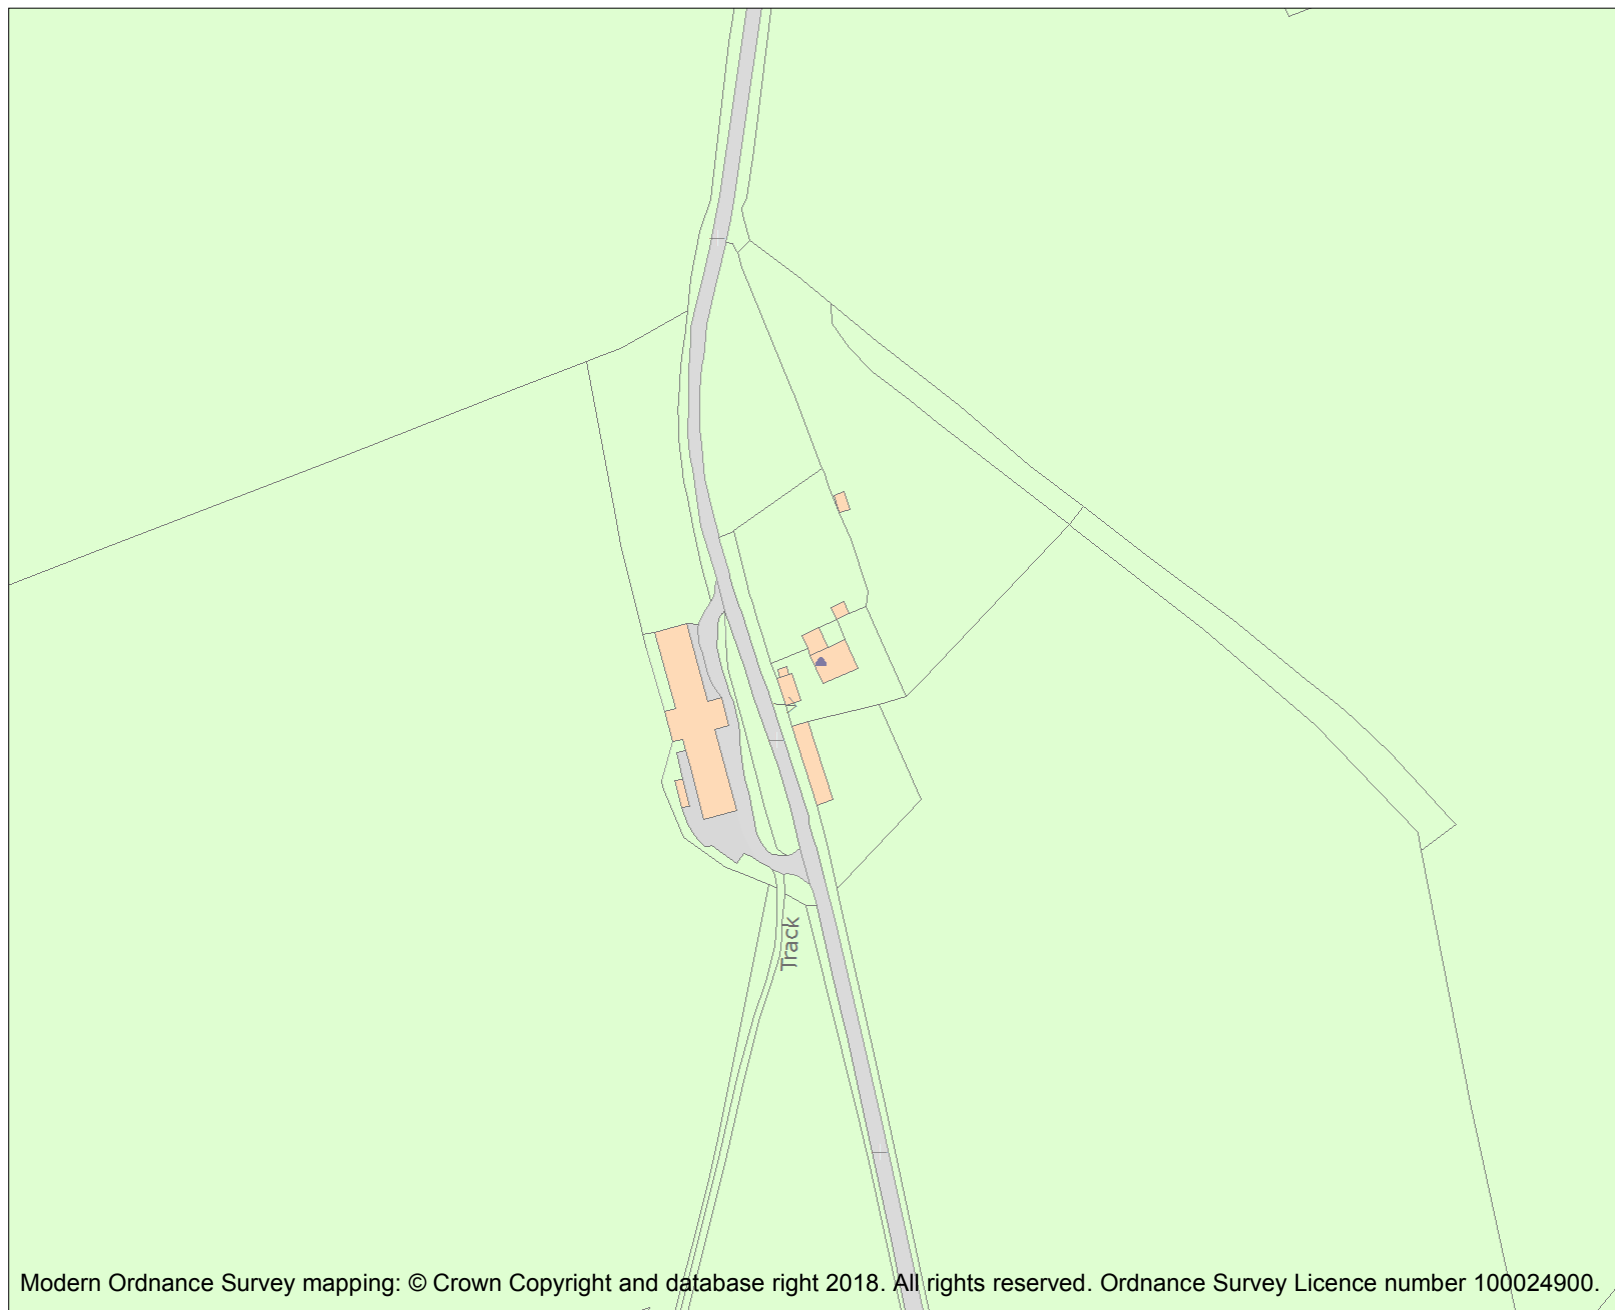 Track
Modern Ordnance Survey mapping: © Crown Copyright and database right 2018. All rights reserved. Ordnance Survey Licence number 100024900.